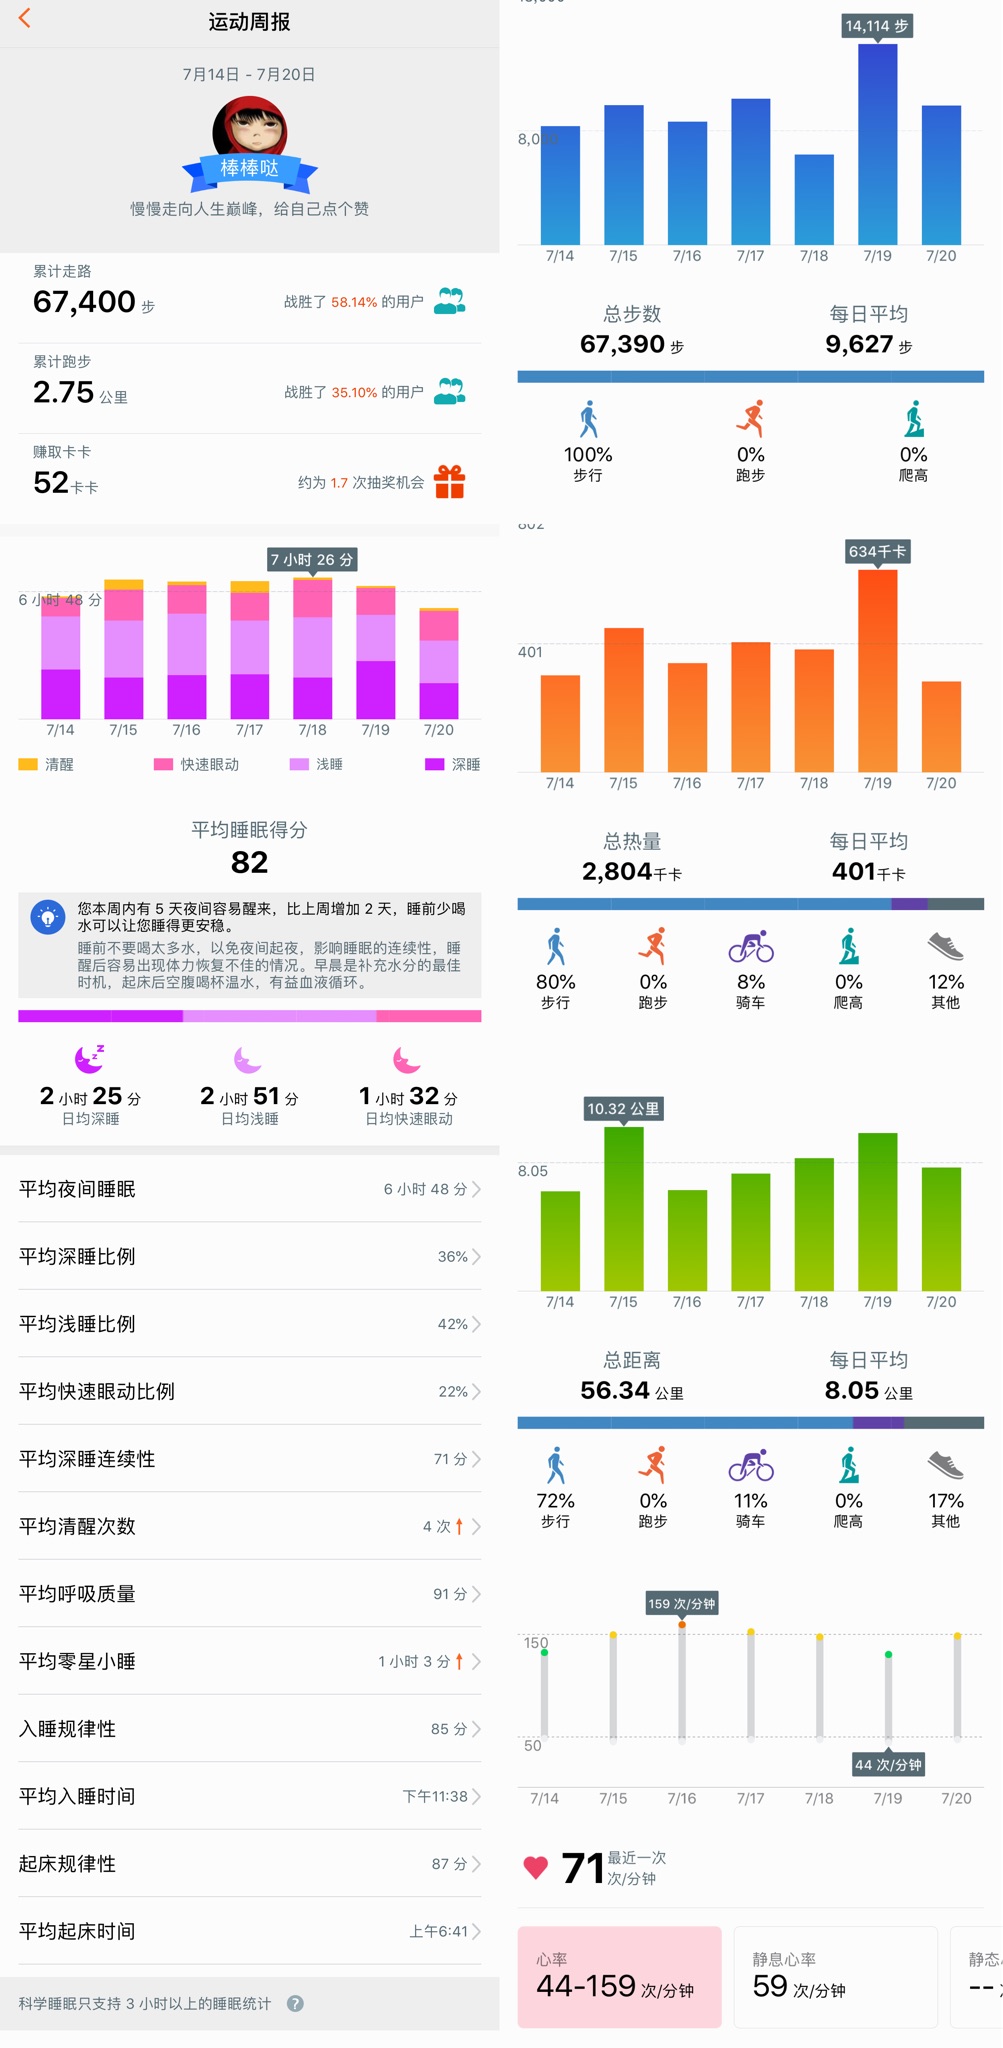 运动周报
7月14日 - 7月20日
棒棒哒
慢慢走向人生巅峰，给自己点个赞
累计走路
67,400 步
战胜了 58.14% 的用户
累计跑步
2.75 公里
战胜了 35.10% 的用户
赚取卡卡
52卡卡
约为 1.7 次抽奖机会
7 小时 26 分
6 小时 48 分
7/14 7/15 7/16 7/17 7/18 7/19 7/20
清醒 快速眼动 浅睡 深睡
平均睡眠得分
82
您本周内有 5 天夜间容易醒来，比上周增加 2 天，睡前少喝
水可以让您睡得更安稳。
睡前不要喝太多水，以免夜间起夜，影响睡眠的连续性，睡
醒后容易出现体力恢复不佳的情况。早晨是补充水分的最佳
时机，起床后空腹喝杯温水，有益血液循环。
2 小时 25 分 2 小时 51 分 1 小时 32 分
日均深睡 日均浅睡 日均快速眼动
平均夜间睡眠 6 小时 48 分
平均深睡比例 36%
平均浅睡比例 42%
平均快速眼动比例 22%
平均深睡连续性 71 分
平均清醒次数 4 次
平均呼吸质量 91 分
平均零星小睡 1 小时 3 分
入睡规律性 85 分
平均入睡时间 下午11:38
起床规律性 87 分
平均起床时间 上午6:41
科学睡眠只支持 3 小时以上的睡眠统计 ?
14,114 步
8,000
7/14 7/15 7/16 7/17 7/18 7/19 7/20
总步数 每日平均
67,390 步 9,627 步
100% 0% 0%
步行 跑步 爬高
802
634千卡
401
7/14 7/15 7/16 7/17 7/18 7/19 7/20
总热量 每日平均
2,804千卡 401千卡
80% 0% 8% 0% 12%
步行 跑步 骑车 爬高 其他
10.32 公里
8.05
7/14 7/15 7/16 7/17 7/18 7/19 7/20
总距离 每日平均
56.34 公里 8.05 公里
72% 0% 11% 0% 17%
步行 跑步 骑车 爬高 其他
159 次/分钟
150
50
44 次/分钟
7/14 7/15 7/16 7/17 7/18 7/19 7/20
71 最近一次
次/分钟
心率 静息心率 静态
44-159 次/分钟 59 次/分钟 --